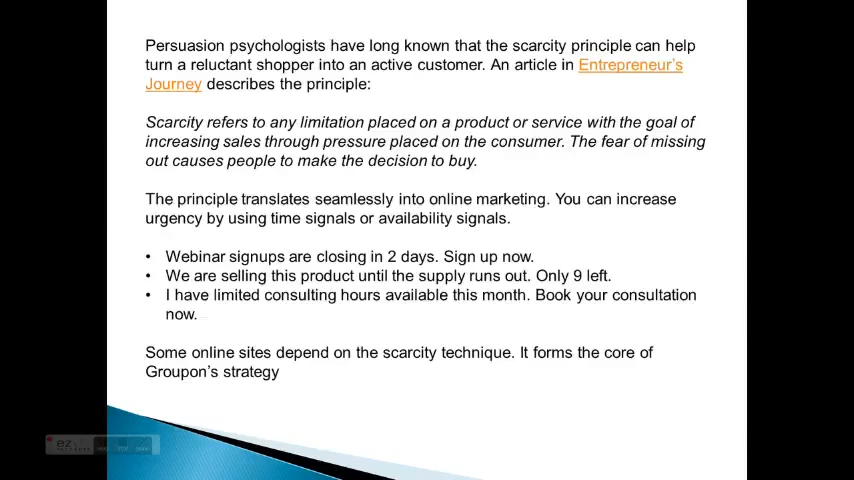 Persuasion psychologists have long known that the scarcity principle can help
turn a reluctant shopper into an active customer. An article in Entrepreneur's
Journey describes the principle:
Scarcity refers to any limitation placed on a product or service with the goal of
increasing sales through pressure placed on the consumer. The fear of missing
out causes people to make the decision to buy.
The principle translates seamlessly into online marketing. You can increase
urgency by using time signals or availability signals.
• Webinar signups are closing in 2 days. Sign up now.
• We are selling this product until the supply runs out. Only 9 left.
• I have limited consulting hours available this month. Book your consultation
now.
Some online sites depend on the scarcity technique. It forms the core of
Groupon's strategy
ez